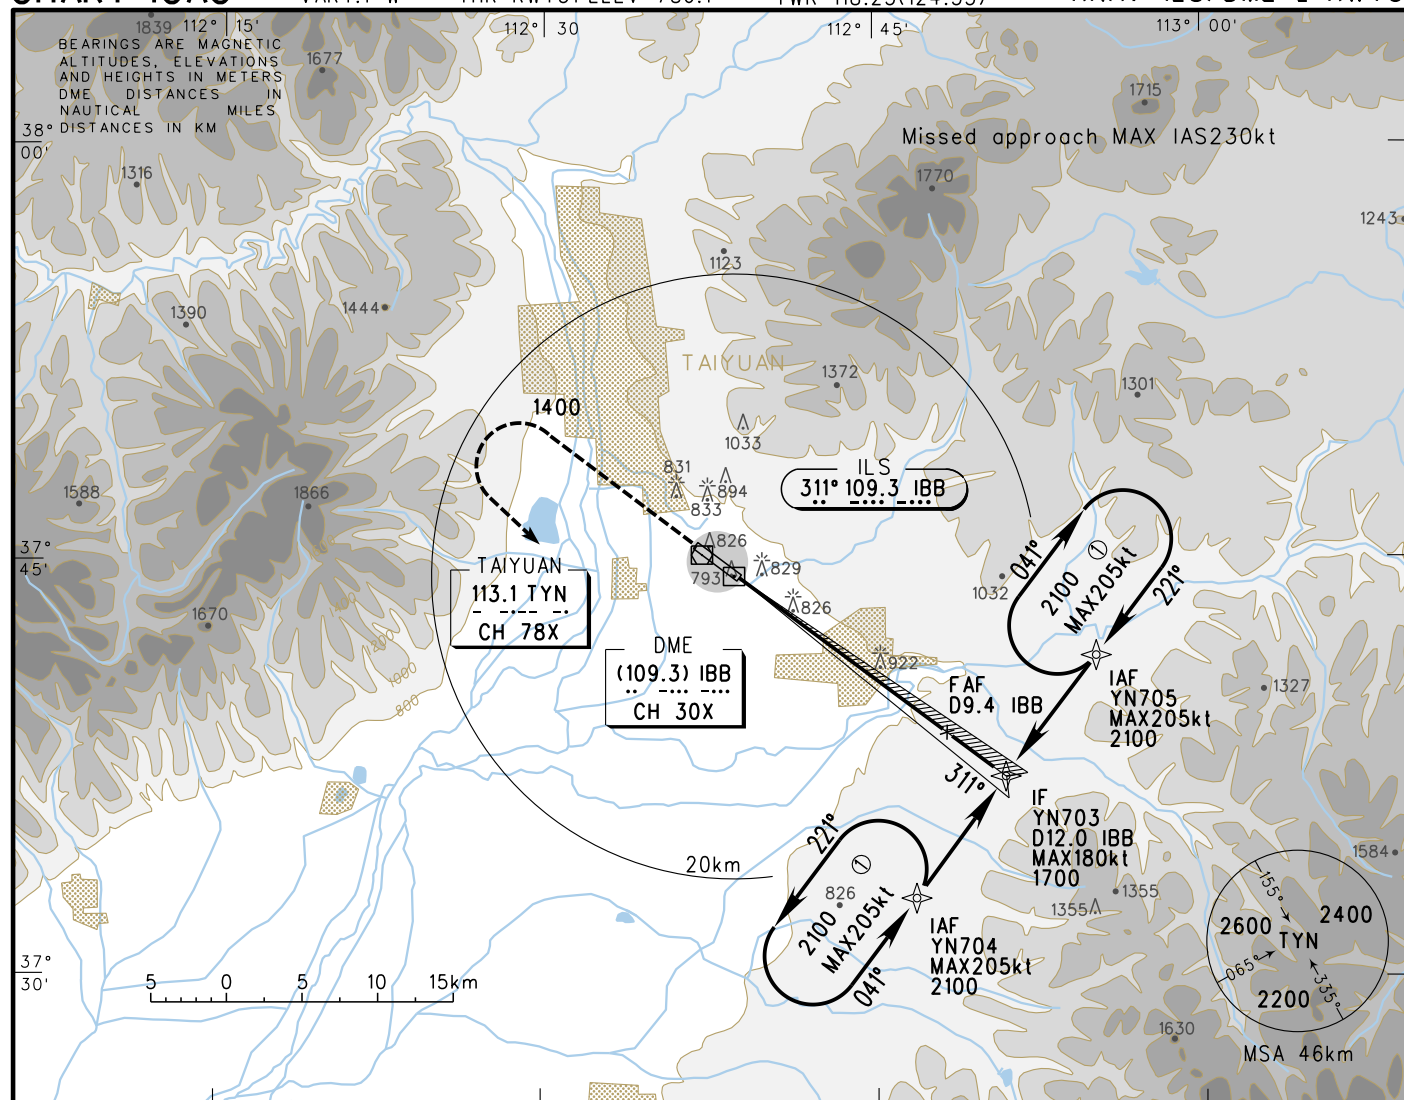 112° 15'
112° 30
112° 45
113° 00'
BEARINGS ARE MAGNETIC
ALTITUDES, ELEVATIONS
AND HEIGHTS IN METERS
DME DISTANCES IN
NAUTICAL MILES
DISTANCES IN KM
1839
1677
1715
38°
00'
Missed approach MAX IAS230kt
1316
1770
1243
1123
1390
1444
TAIYUAN
1372
1301
1400
1033
831
894
833
ILS
311° 109.3 IBB
1588
1866
37°
45'
826
829
793
826
041°
2100
MAX205kt
1
221°
1032
TAIYUAN
113.1 TYN
CH 78X
1670
1400
1200
1000
800
DME
(109.3) IBB
CH 30X
922
FAF
D9.4 IBB
IAF
YN705
MAX205kt
2100
1327
311°
IF
YN703
D12.0 IBB
MAX180kt
1700
221°
1
826
2100
MAX205kt
041°
20km
1584
1355
1355
IAF
YN704
MAX205kt
2100
155°
2600
2400
TYN
065°
335°
2200
MSA 46km
37°
30'
5 0 5 10 15km
1630